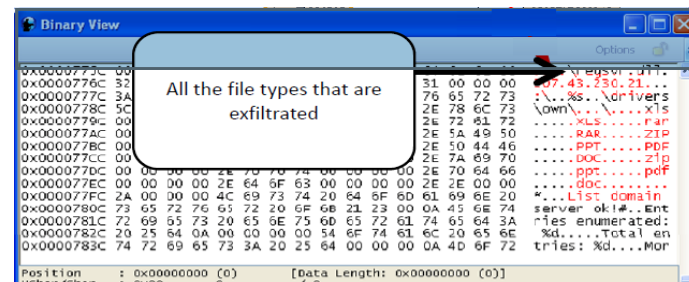 Binary View
Options
All the file types that are
exfiltrated
\regsvr.dll.
0x0000776C 32 31 00 00 00 07.43.230.21...
0x0000777C 3A 76 65 72 73 :\..%s..\drivers
0x0000778C 5C 2E 78 6C 73 \own\...\....xls
0x0000779C 00 2E 72 61 72 .....XLS.....rar
0x000077AC 00 2E 5A 49 50 .....RAR.....ZIP
0x000077BC 00 2E 50 44 46 .....PPT.....PDF
0x000077CC 00 2E 7A 69 70 .....DOC.....zip
0x000077DC 00 00 00 00 2E 70 70 74 00 00 00 00 2E 70 64 66 .....ppt.....pdf
0x000077EC 00 00 00 00 2E 64 6F 63 00 00 00 00 2E 2E 00 00 .....doc........
0x000077FC 2A 00 00 00 4C 69 73 74 20 64 6F 6D 61 69 6E 20 *...List domain
0x0000780C 73 65 72 76 65 72 20 6F 6B 21 23 00 0A 45 6E 74 server ok!#..Ent
0x0000781C 72 69 65 73 20 65 6E 75 6D 65 72 61 74 65 64 3A ries enumerated:
0x0000782C 20 25 64 0A 00 00 00 00 54 6F 74 61 6C 20 65 6E %d.....Total en
0x0000783C 74 72 69 65 73 3A 20 25 64 00 00 00 0A 4D 6F 72 tries: %d....Mor
Position : 0x00000000 (0) [Data Length: 0x00000000 (0)]